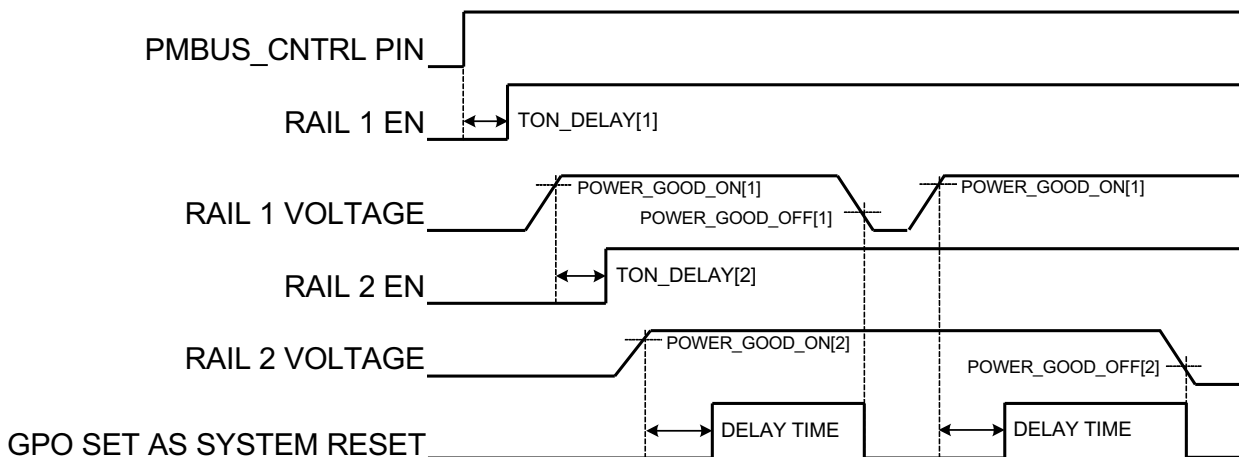 PMBUS_CNTRL PIN
RAIL 1 EN
TON_DELAY[1]
RAIL 1 VOLTAGE
POWER_GOOD_ON[1]
POWER_GOOD_OFF[1]
POWER_GOOD_ON[1]
RAIL 2 EN
TON_DELAY[2]
RAIL 2 VOLTAGE
POWER_GOOD_ON[2]
POWER_GOOD_OFF[2]
GPO SET AS SYSTEM RESET
DELAY TIME
DELAY TIME